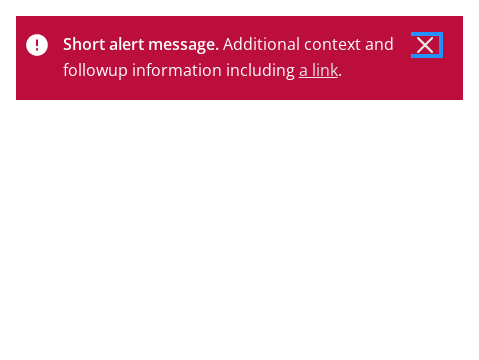 Short alert message. Additional context and
followup information including a link.